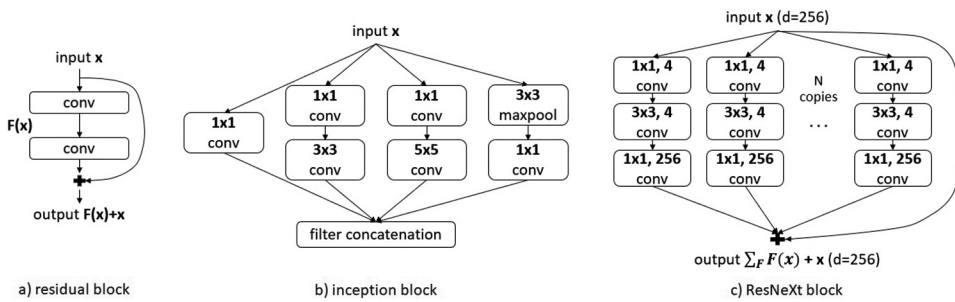 input x
conv
F(x)
conv
output F(x)+x
a) residual block
input x
1x1
conv
1x1
conv
3x3
conv
1x1
conv
5x5
conv
3x3
maxpool
1x1
conv
filter concatenation
b) inception block
input x (d=256)
1x1, 4
conv
3x3, 4
conv
1x1, 256
conv
1x1, 4
conv
3x3, 4
conv
1x1, 256
conv
N
copies
...
1x1, 4
conv
3x3, 4
conv
1x1, 256
conv
output ∑F F(x) + x (d=256)
c) ResNeXt block